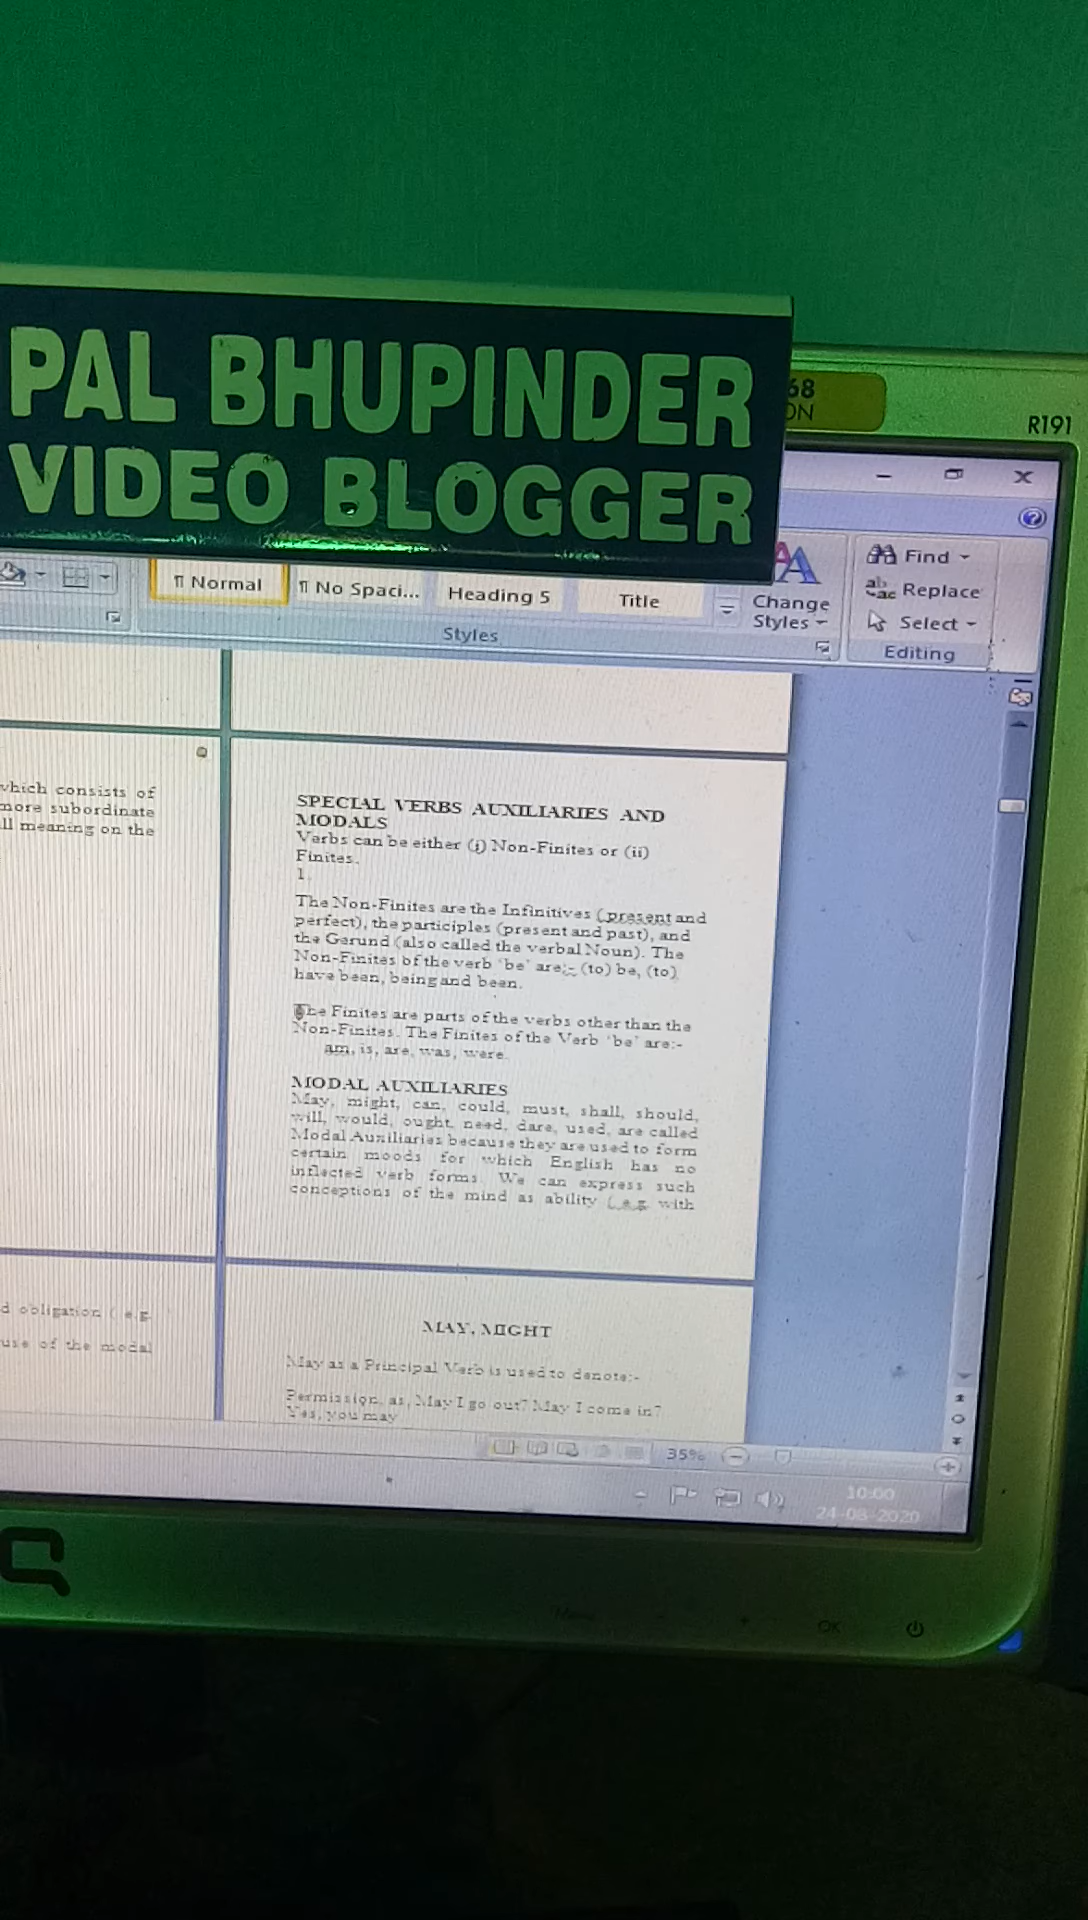 PAL BHUPINDER
VIDEO BLOGGER
68
ON
R191
Find
Replace
Select
Editing
¶ Normal
¶ No Spaci...
Heading 5
Title
Change
Styles
Styles
which consists of
more subordinate
ll meaning on the
SPECIAL VERBS AUXILIARIES AND
MODALS
Verbs can be either (i) Non-Finites or (ii)
Finites.
1.
The Non-Finites are the Infinitives (present and
perfect), the participles (present and past), and
the Gerund (also called the verbal Noun). The
Non-Finites of the verb 'be' are:- (to) be, (to)
have been, being and been.
The Finites are parts of the verbs other than the
Non-Finites. The Finites of the Verb 'be' are:-
am, is, are, was, were.
MODAL AUXILIARIES
May, might, can, could, must, shall, should,
will, would, ought, need, dare, used, are called
Modal Auxiliaries because they are used to form
certain moods for which English has no
inflected verb forms. We can express such
conceptions of the mind as ability (e.g. with
d obligation ( e.g.
use of the modal
MAY, MIGHT
May as a Principal Verb is used to denote:-
Permission, as, May I go out? May I come in?
Yes, you may
35%
10:00
24-08-2020
OK